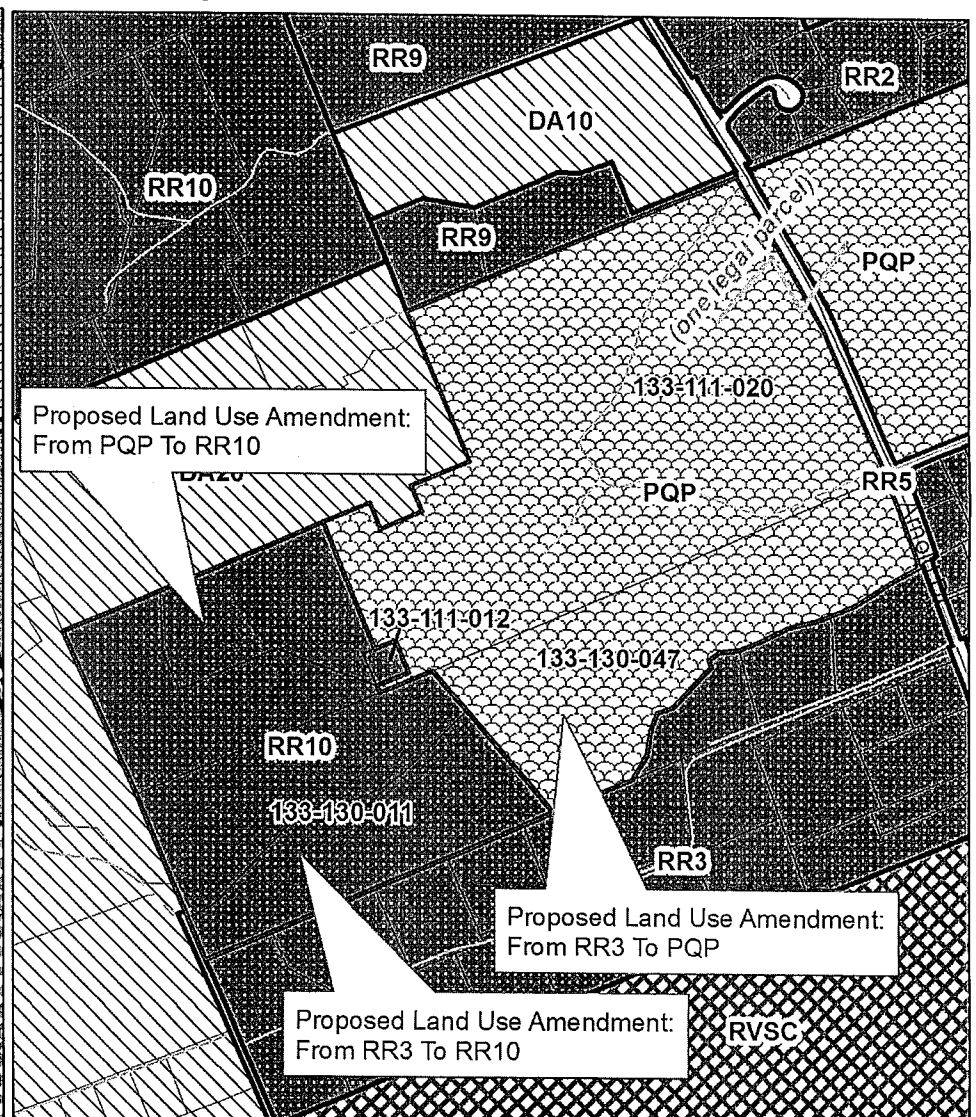 RR9
RR2
DA10
RR10
RR9
(one legal parcel)
PQP
133-111-020
Proposed Land Use Amendment:
From PQP To RR10
DA20
PQP
RR5
133-111-012
133-130-047
RR10
133-130-011
RR3
Proposed Land Use Amendment:
From RR3 To PQP
Proposed Land Use Amendment:
From RR3 To RR10
RVSC